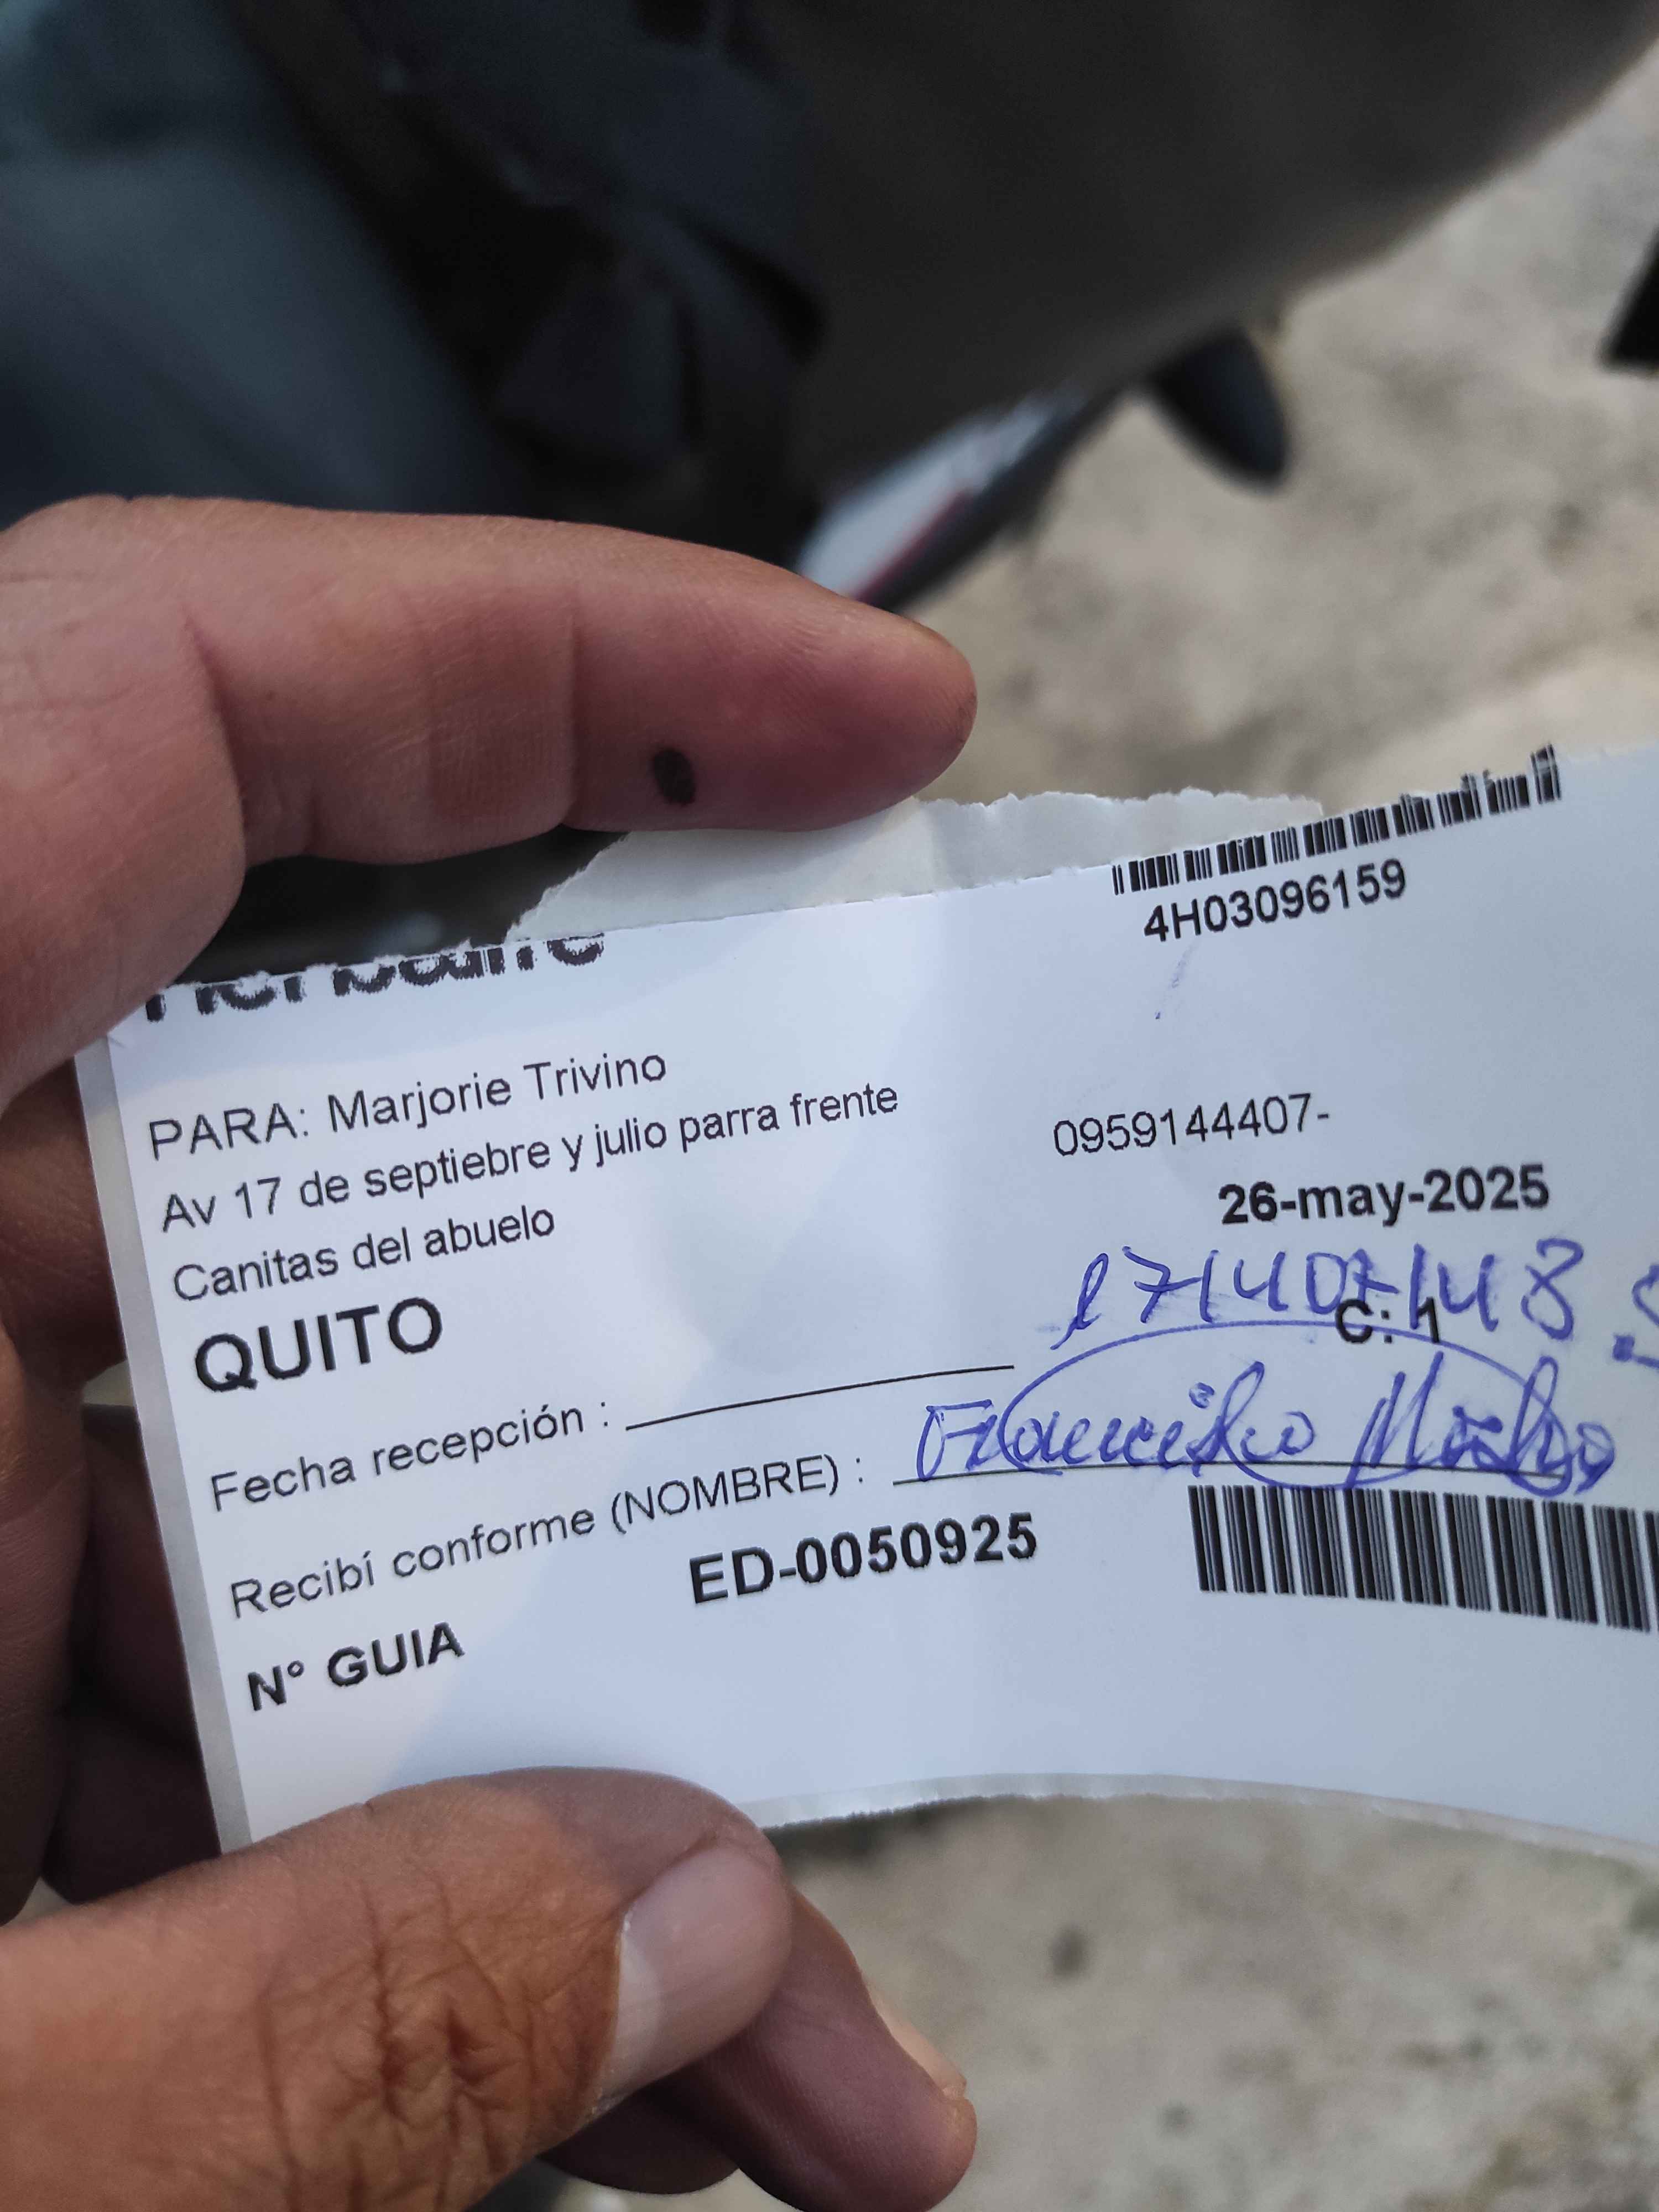 4H03096159
PARA: Marjorie Trivino
Av 17 de septiebre y julio parra frente
Canitas del abuelo
0959144407-
26-may-2025
QUITO
C: 1
Fecha recepción :
Recibí conforme (NOMBRE) :
N° GUIA
ED-0050925